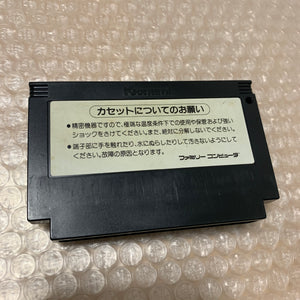 Konami
カセットについてのお願い
●精密機器ですので、極端な温度条件下での使用や保管および強い
ショックをさけてください。また、絶対に分解しないでください。
●端子部に手を触れたり、水にぬらしたりして汚さないようにして
ください。故障の原因となります。
ファミリーコンピュータ